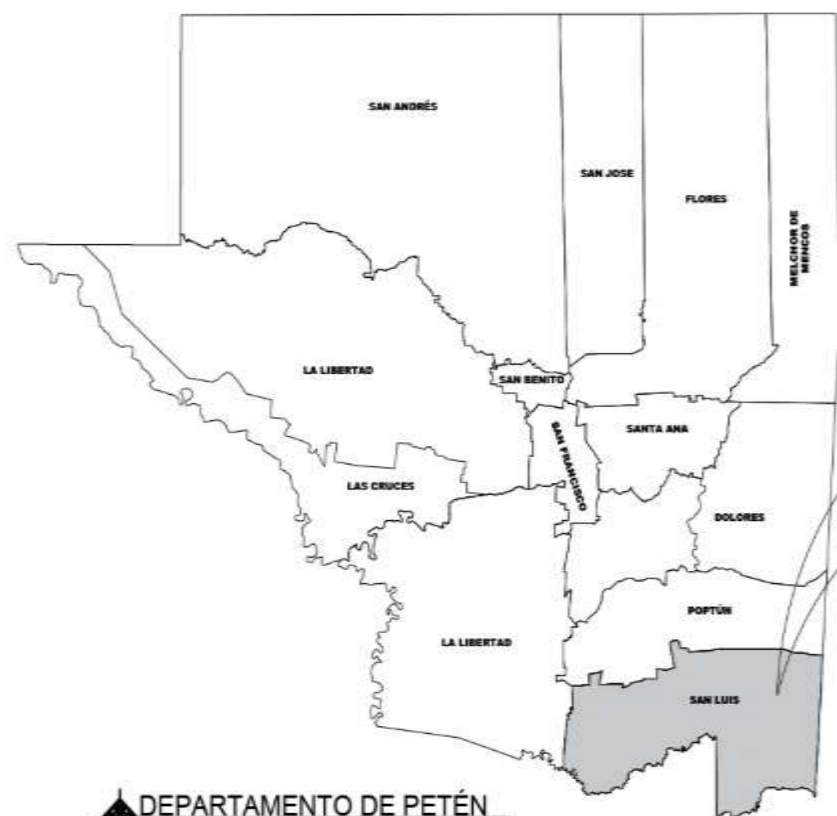 SAN ANDRÉS
SAN JOSE
FLORES
MELCHOR DE
MENCOS
LA LIBERTAD
SAN BENITO
SAN FRANCISCO
SANTA ANA
LAS CRUCES
DOLORES
POPTÚN
LA LIBERTAD
SAN LUIS
DEPARTAMENTO DE PETÉN